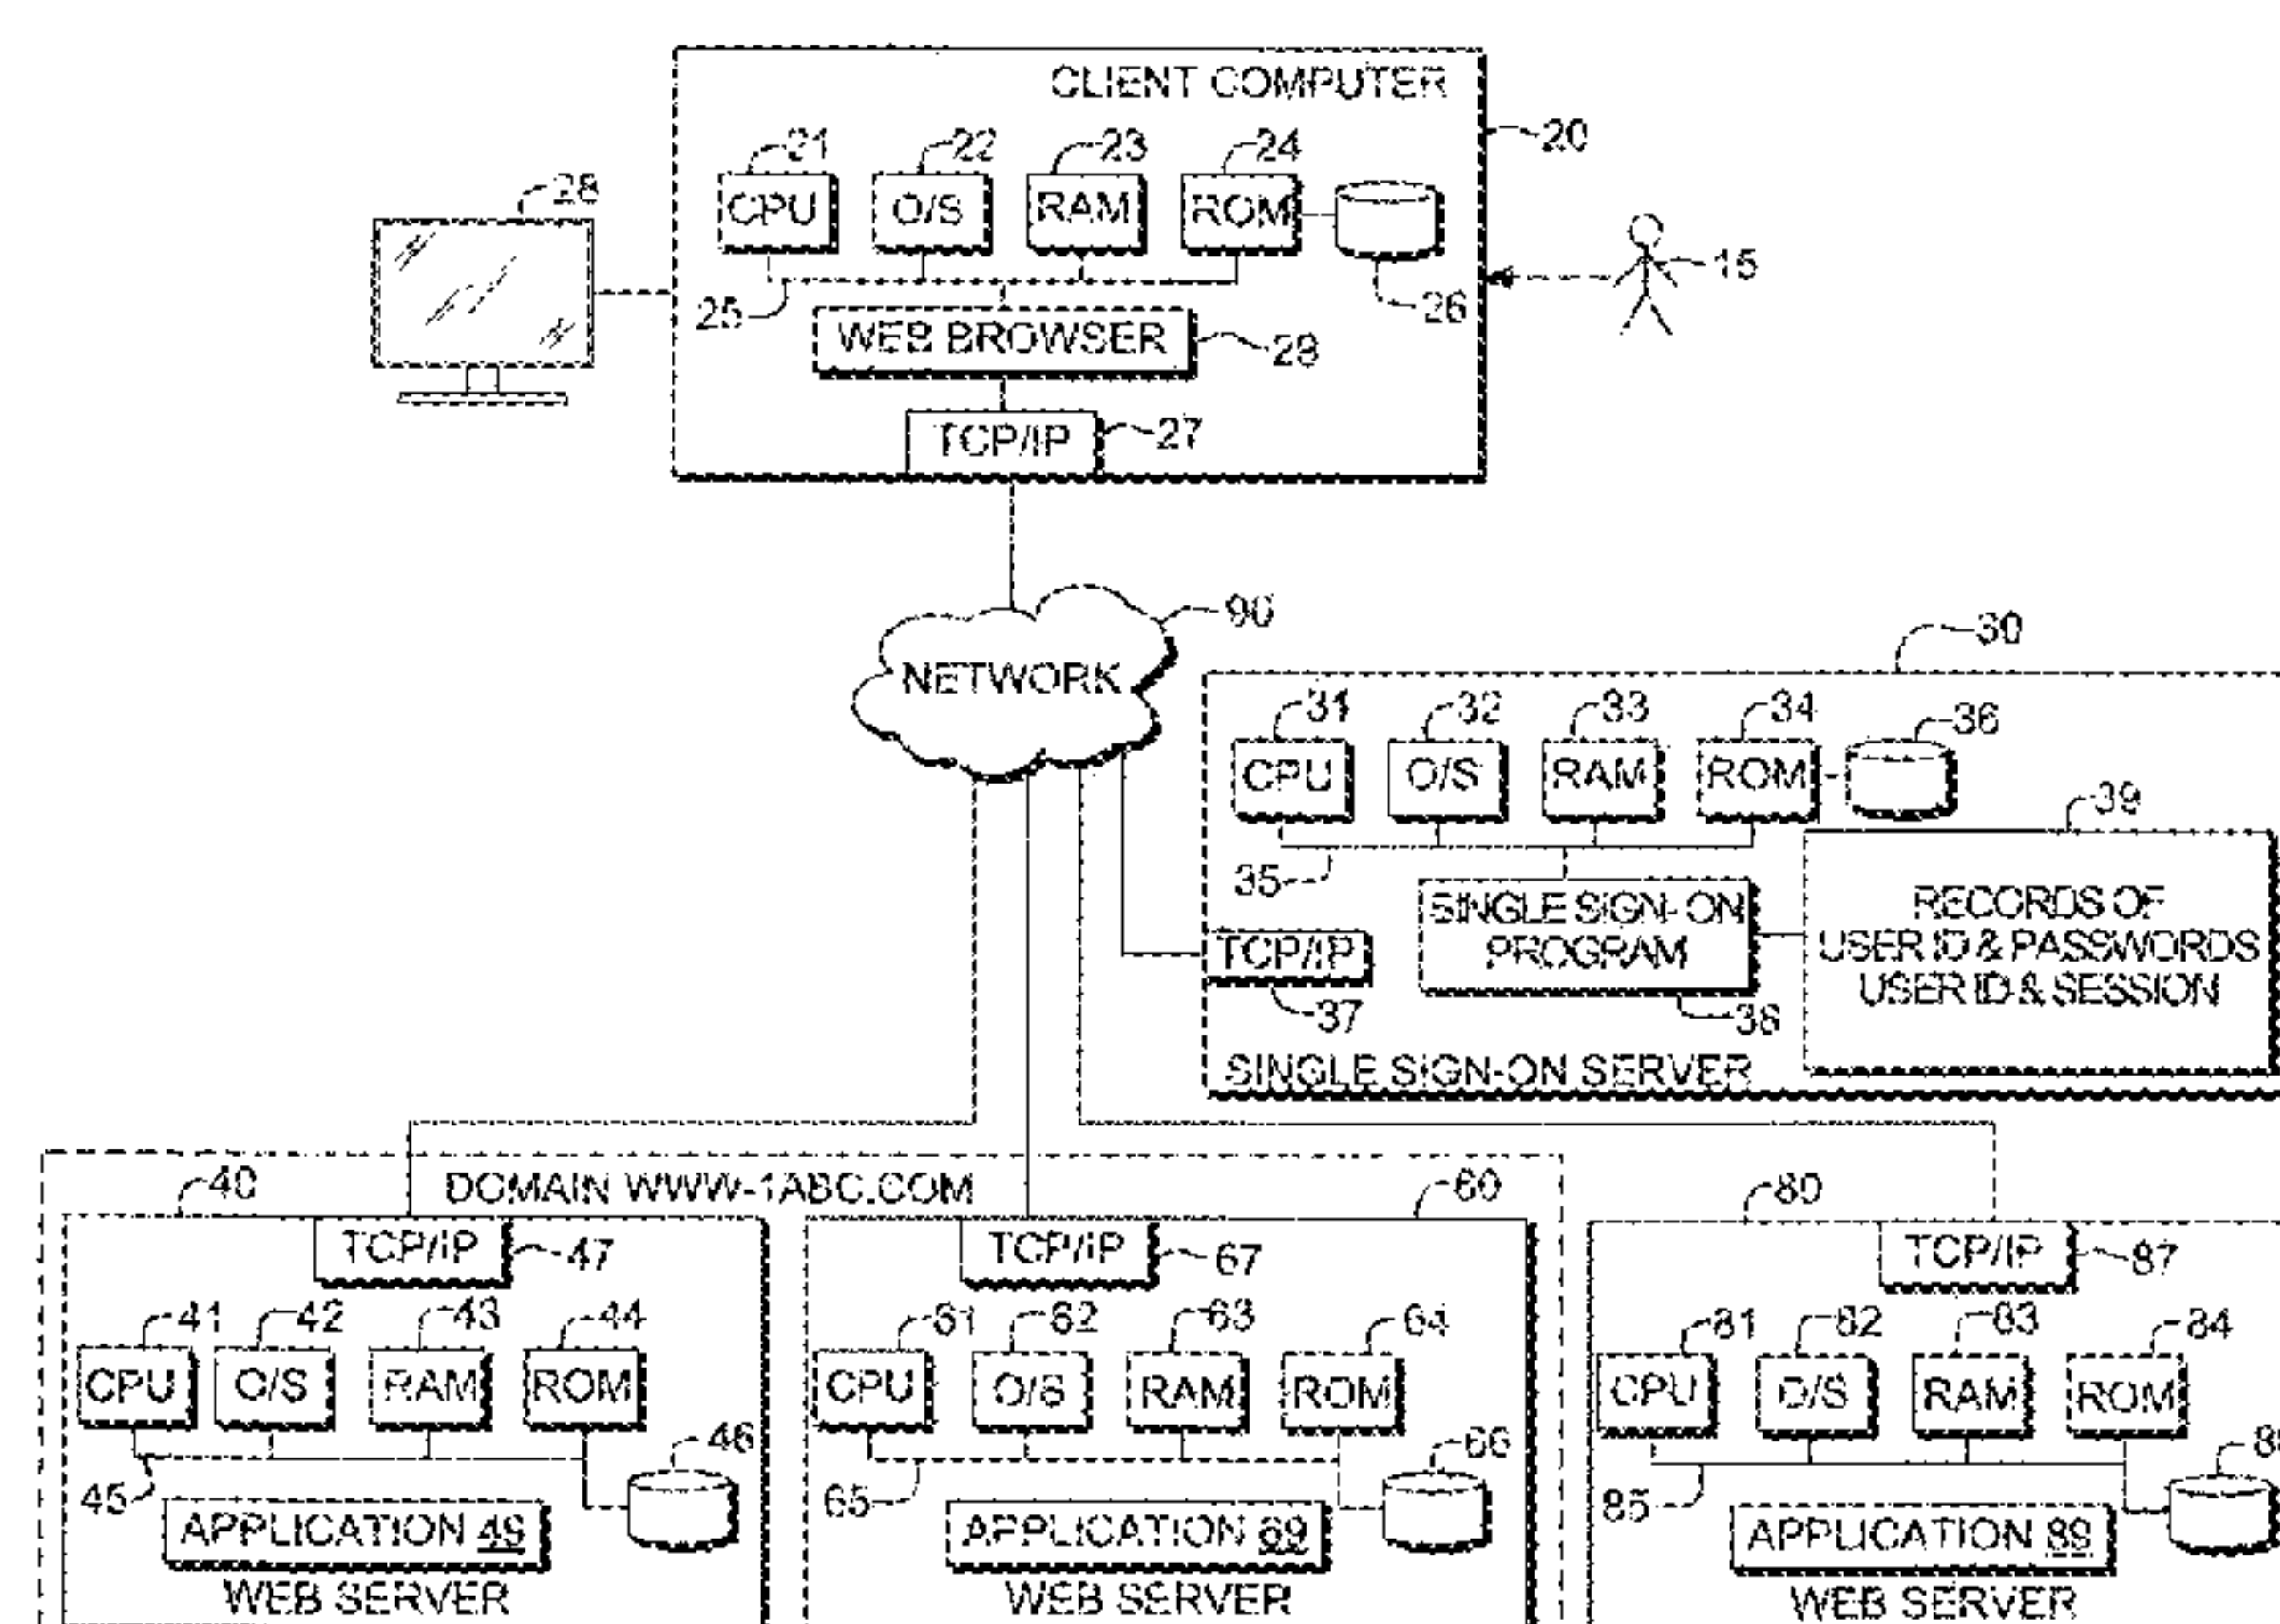 CLIENT COMPUTER
20
21 22 23 24
CPU O/S RAM ROM
28
15
25
26
WEB BROWSER
29
TCP/IP
27
90
NETWORK
30
31 32 33 34 36
CPU O/S RAM ROM
39
35
SINGLE SIGN-ON
PROGRAM
RECORDS OF
USER ID & PASSWORDS
USER ID & SESSION
TCP/IP
37
38
SINGLE SIGN-ON SERVER
DOMAIN WWW-1ABC.COM
40
60
80
TCP/IP 47
TCP/IP 67
TCP/IP 87
41 42 43 44
61 62 63 64
81 82 83 84
CPU O/S RAM ROM
CPU O/S RAM ROM
CPU O/S RAM ROM
46
66
45
65
85
APPLICATION 49
APPLICATION 69
APPLICATION 89
WEB SERVER
WEB SERVER
WEB SERVER